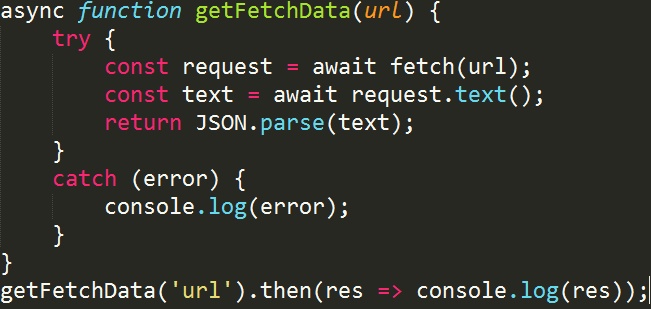 async function getFetchData(url) {
    try {
        const request = await fetch(url);
        const text = await request.text();
        return JSON.parse(text);
    }
    catch (error) {
        console.log(error);
    }
}
getFetchData('url').then(res => console.log(res));